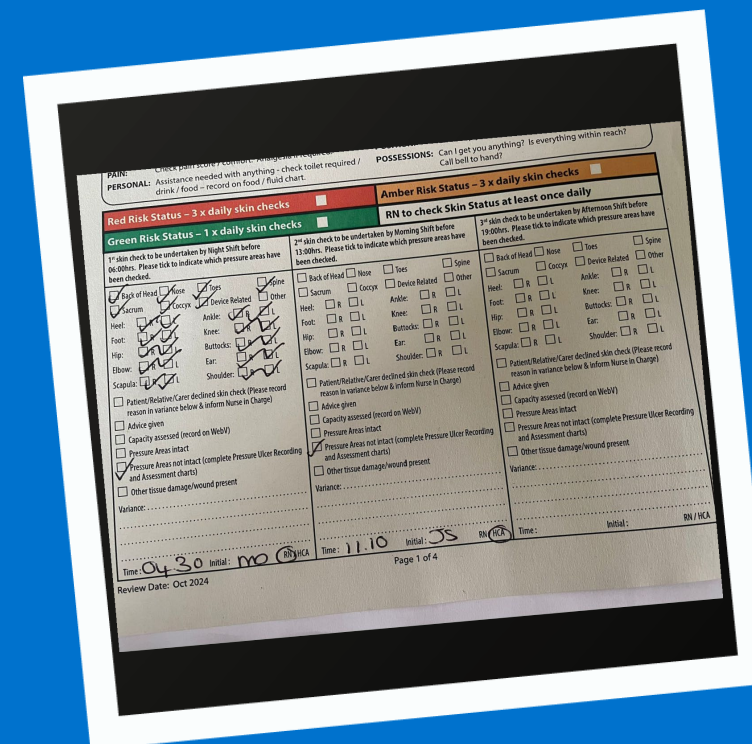 PAIN: Check pain score / comfort. Analgesia if required.
PERSONAL: Assistance needed with anything - check toilet required /
drink / food – record on food / fluid chart.
POSSESSIONS: Can I get you anything? Is everything within reach?
Call bell to hand?
Red Risk Status – 3 x daily skin checks
Amber Risk Status – 3 x daily skin checks
Green Risk Status – 1 x daily skin checks
RN to check Skin Status at least once daily
1st skin check to be undertaken by Night Shift before
06:00hrs. Please tick to indicate which pressure areas have
been checked.
Back of Head Nose Toes Spine
Sacrum Coccyx Device Related Other
Heel: R L Ankle: R L
Foot: R L Knee: R L
Hip: R L Buttocks: R L
Elbow: R L Ear: R L
Scapula: R L Shoulder: R L
Patient/Relative/Carer declined skin check (Please record
reason in variance below & inform Nurse in Charge)
Advice given
Capacity assessed (record on WebV)
Pressure Areas intact
Pressure Areas not intact (complete Pressure Ulcer Recording
and Assessment charts)
Other tissue damage/wound present
Variance:
Time: 04 30 Initial: MO RN/HCA
2nd skin check to be undertaken by Morning Shift before
13:00hrs. Please tick to indicate which pressure areas have
been checked.
Back of Head Nose Toes Spine
Sacrum Coccyx Device Related Other
Heel: R L Ankle: R L
Foot: R L Knee: R L
Hip: R L Buttocks: R L
Elbow: R L Ear: R L
Scapula: R L Shoulder: R L
Patient/Relative/Carer declined skin check (Please record
reason in variance below & inform Nurse in Charge)
Advice given
Capacity assessed (record on WebV)
Pressure Areas intact
Pressure Areas not intact (complete Pressure Ulcer Recording
and Assessment charts)
Other tissue damage/wound present
Variance:
Time: 11.10 Initial: JS RN/HCA
3rd skin check to be undertaken by Afternoon Shift before
19:00hrs. Please tick to indicate which pressure areas have
been checked.
Back of Head Nose Toes Spine
Sacrum Coccyx Device Related Other
Heel: R L Ankle: R L
Foot: R L Knee: R L
Hip: R L Buttocks: R L
Elbow: R L Ear: R L
Scapula: R L Shoulder: R L
Patient/Relative/Carer declined skin check (Please record
reason in variance below & inform Nurse in Charge)
Advice given
Capacity assessed (record on WebV)
Pressure Areas intact
Pressure Areas not intact (complete Pressure Ulcer Recording
and Assessment charts)
Other tissue damage/wound present
Variance:
Time: Initial: RN / HCA
Review Date: Oct 2024
Page 1 of 4